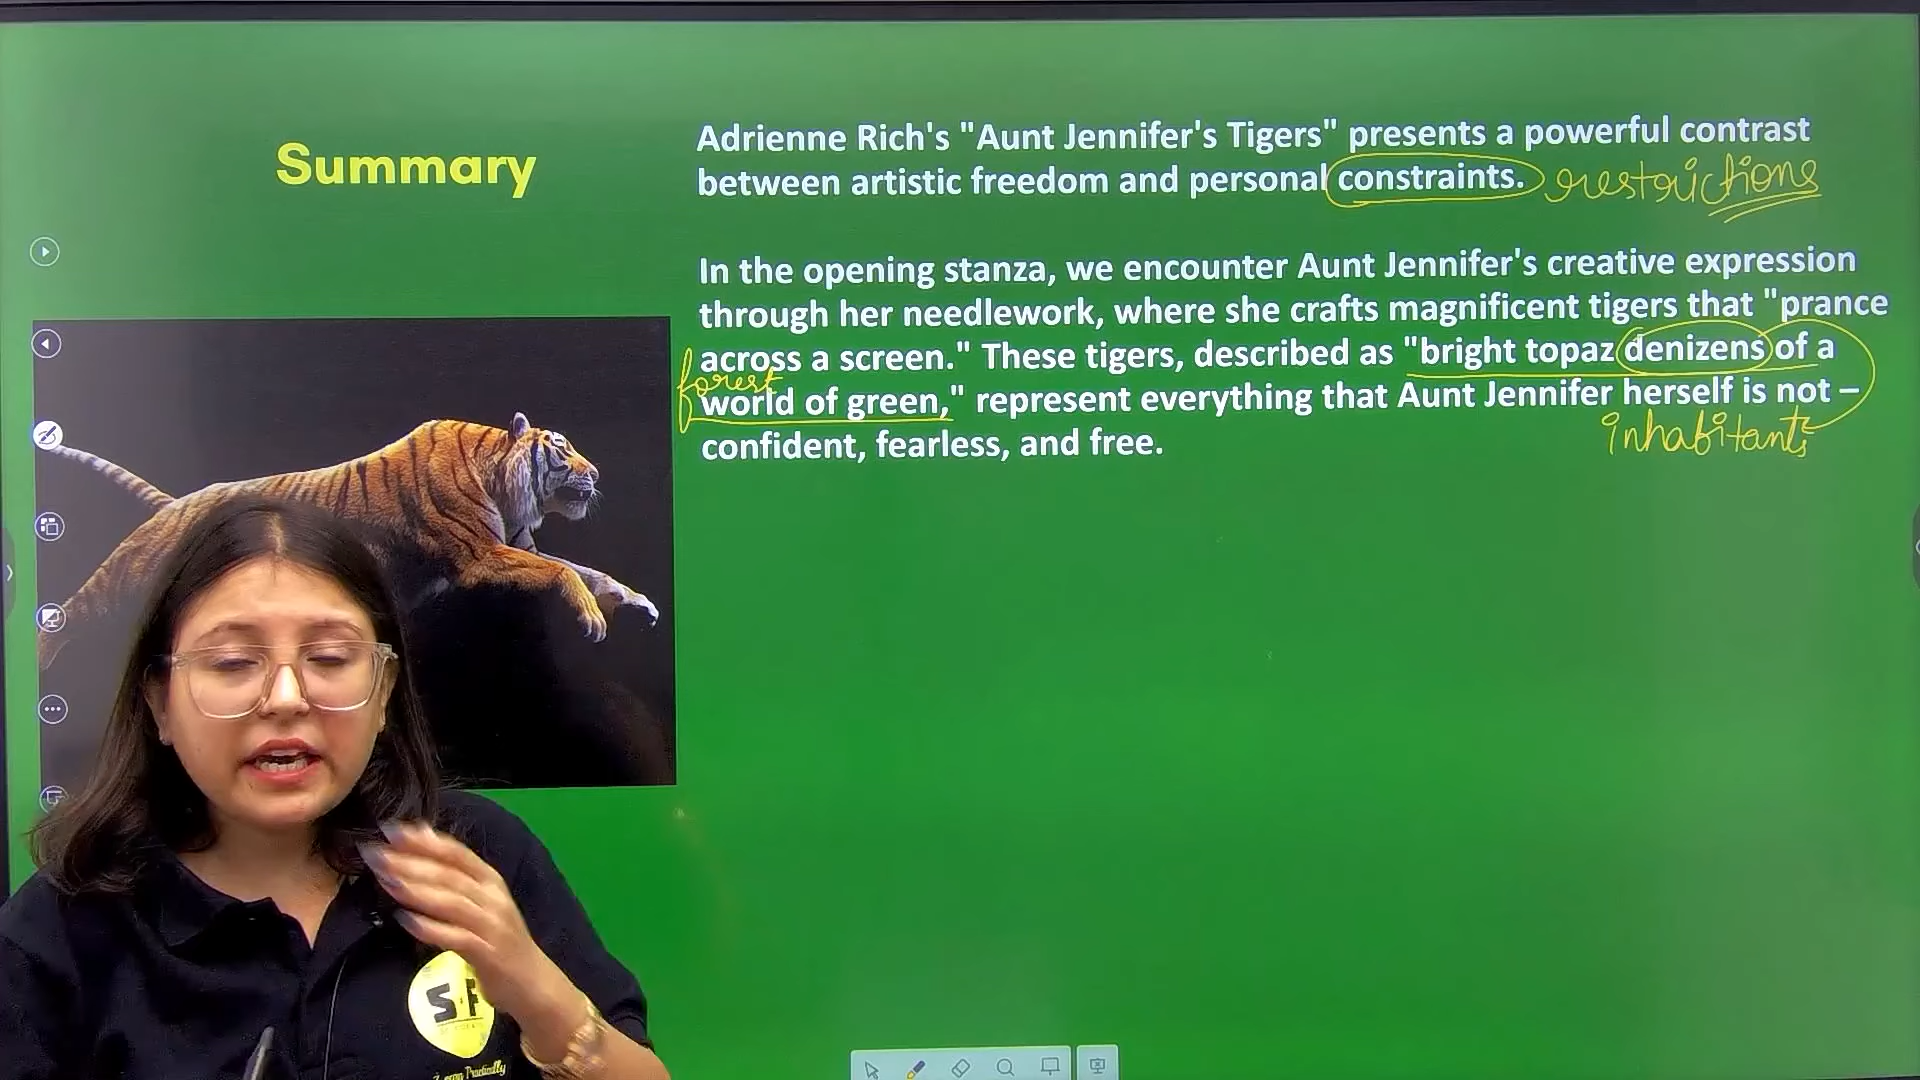 Summary
Adrienne Rich's "Aunt Jennifer's Tigers" presents a powerful contrast
between artistic freedom and personal constraints. restrictions
In the opening stanza, we encounter Aunt Jennifer's creative expression
through her needlework, where she crafts magnificent tigers that "prance
across a screen." These tigers, described as "bright topaz denizens of a
forest
world of green," represent everything that Aunt Jennifer herself is not –
inhabitants
confident, fearless, and free.
S
Practically